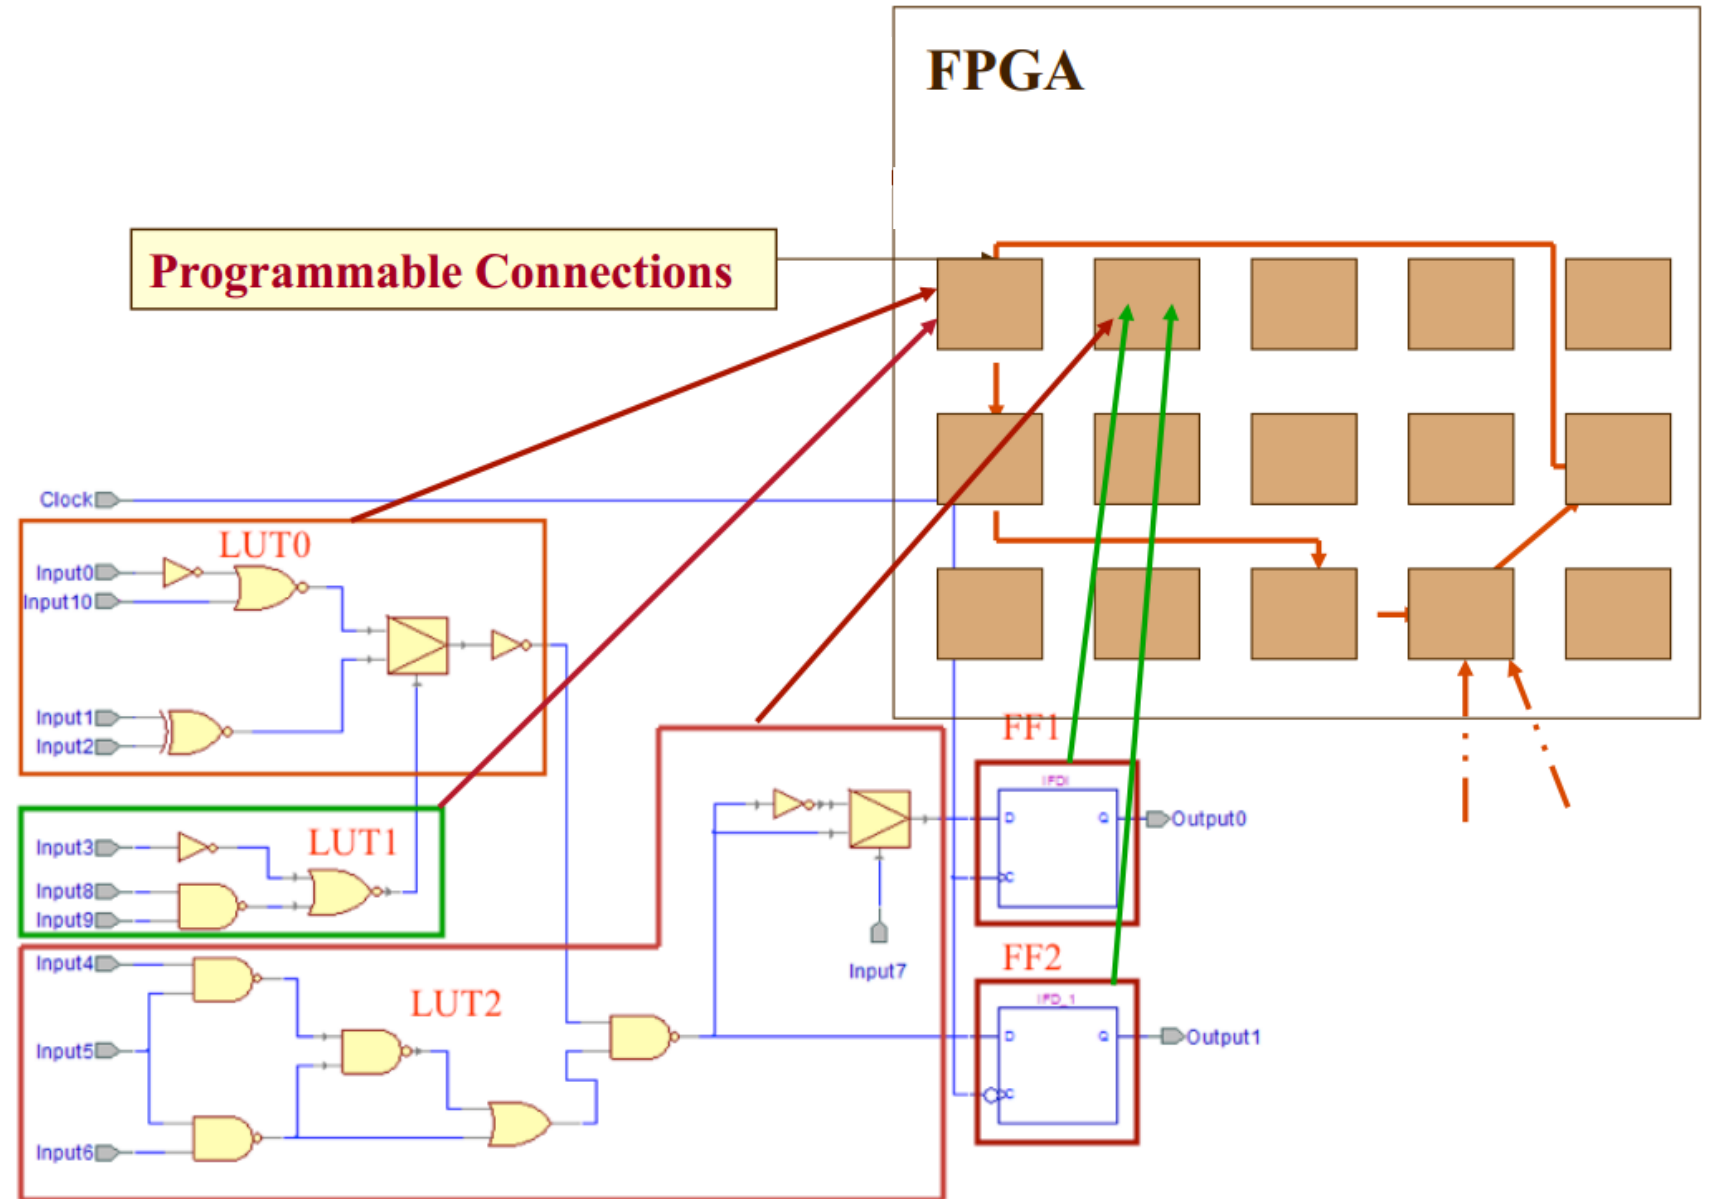 FPGA
Programmable Connections
Clock
LUT0
Input0
Input10
Input1
Input2
LUT1
Input3
Input8
Input9
Input4
LUT2
Input5
Input6
Input7
FF1
IFDI
D
Q
C
Output0
FF2
IFD_1
D
Q
C
Output1